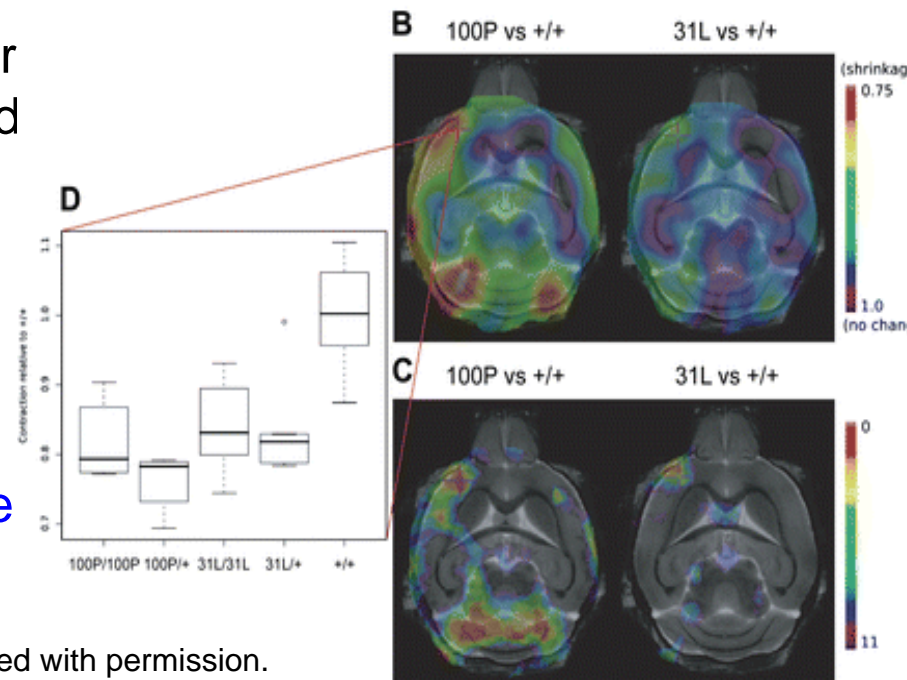 r
d
B
100P vs +/+
31L vs +/+
(shrinkag
0.75
1.0
(no chan
D
Contraction relative to +/+
1.1
1.0
0.9
0.8
0.7
100P/100P 100P/+ 31L/31L 31L/+ +/+
C
100P vs +/+
31L vs +/+
0
11
e
ed with permission.